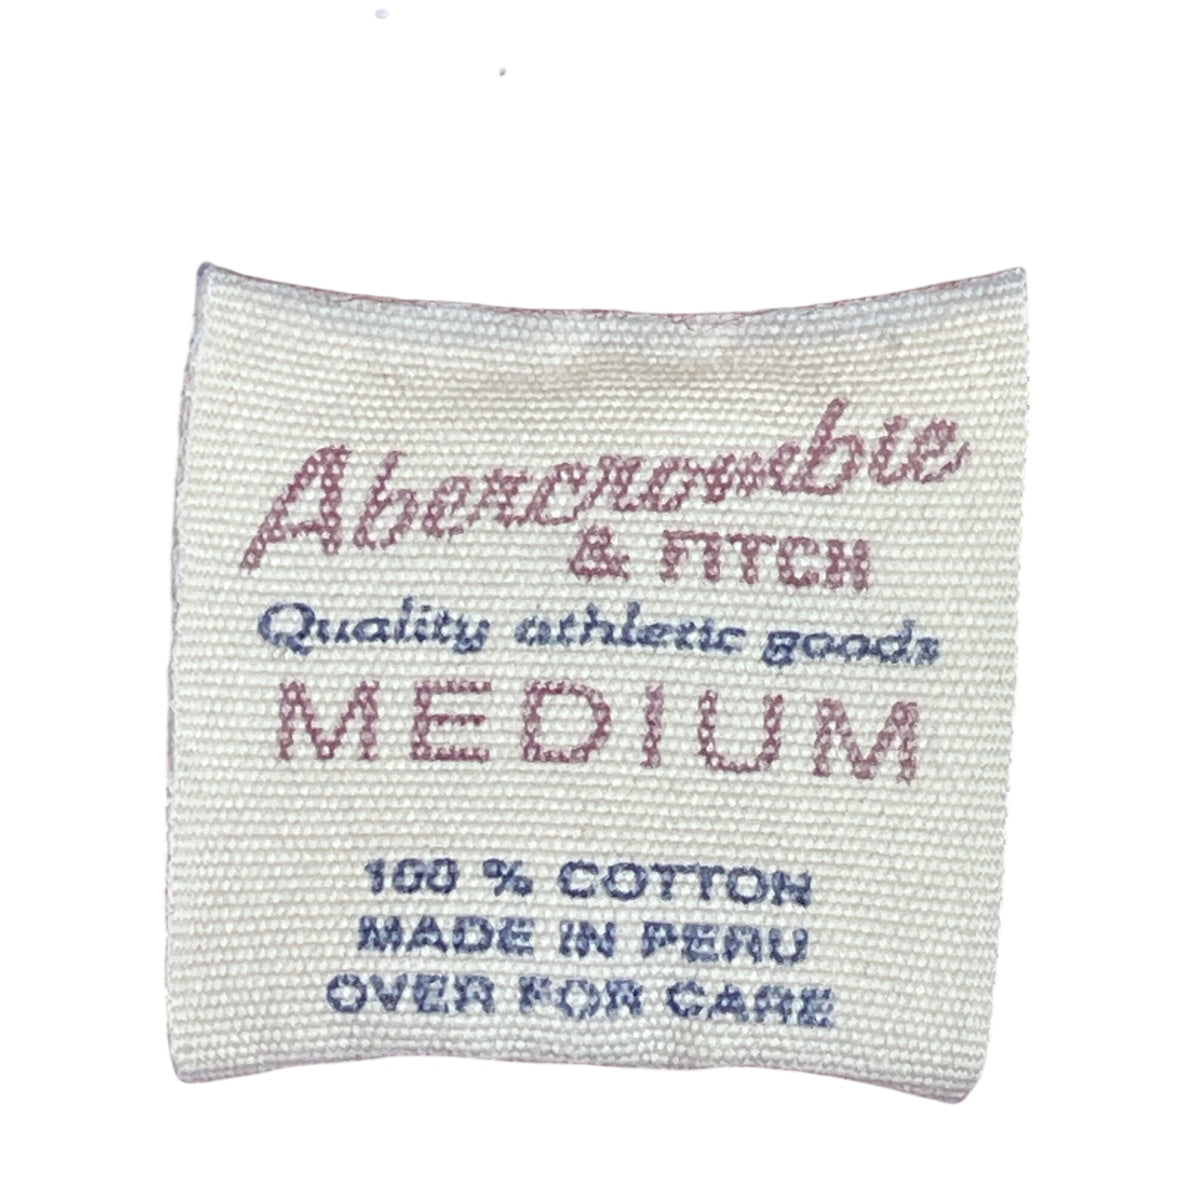 Abercrombie
& FITCH
Quality athletic goods
MEDIUM
100 % COTTON
MADE IN PERU
OVER FOR CARE